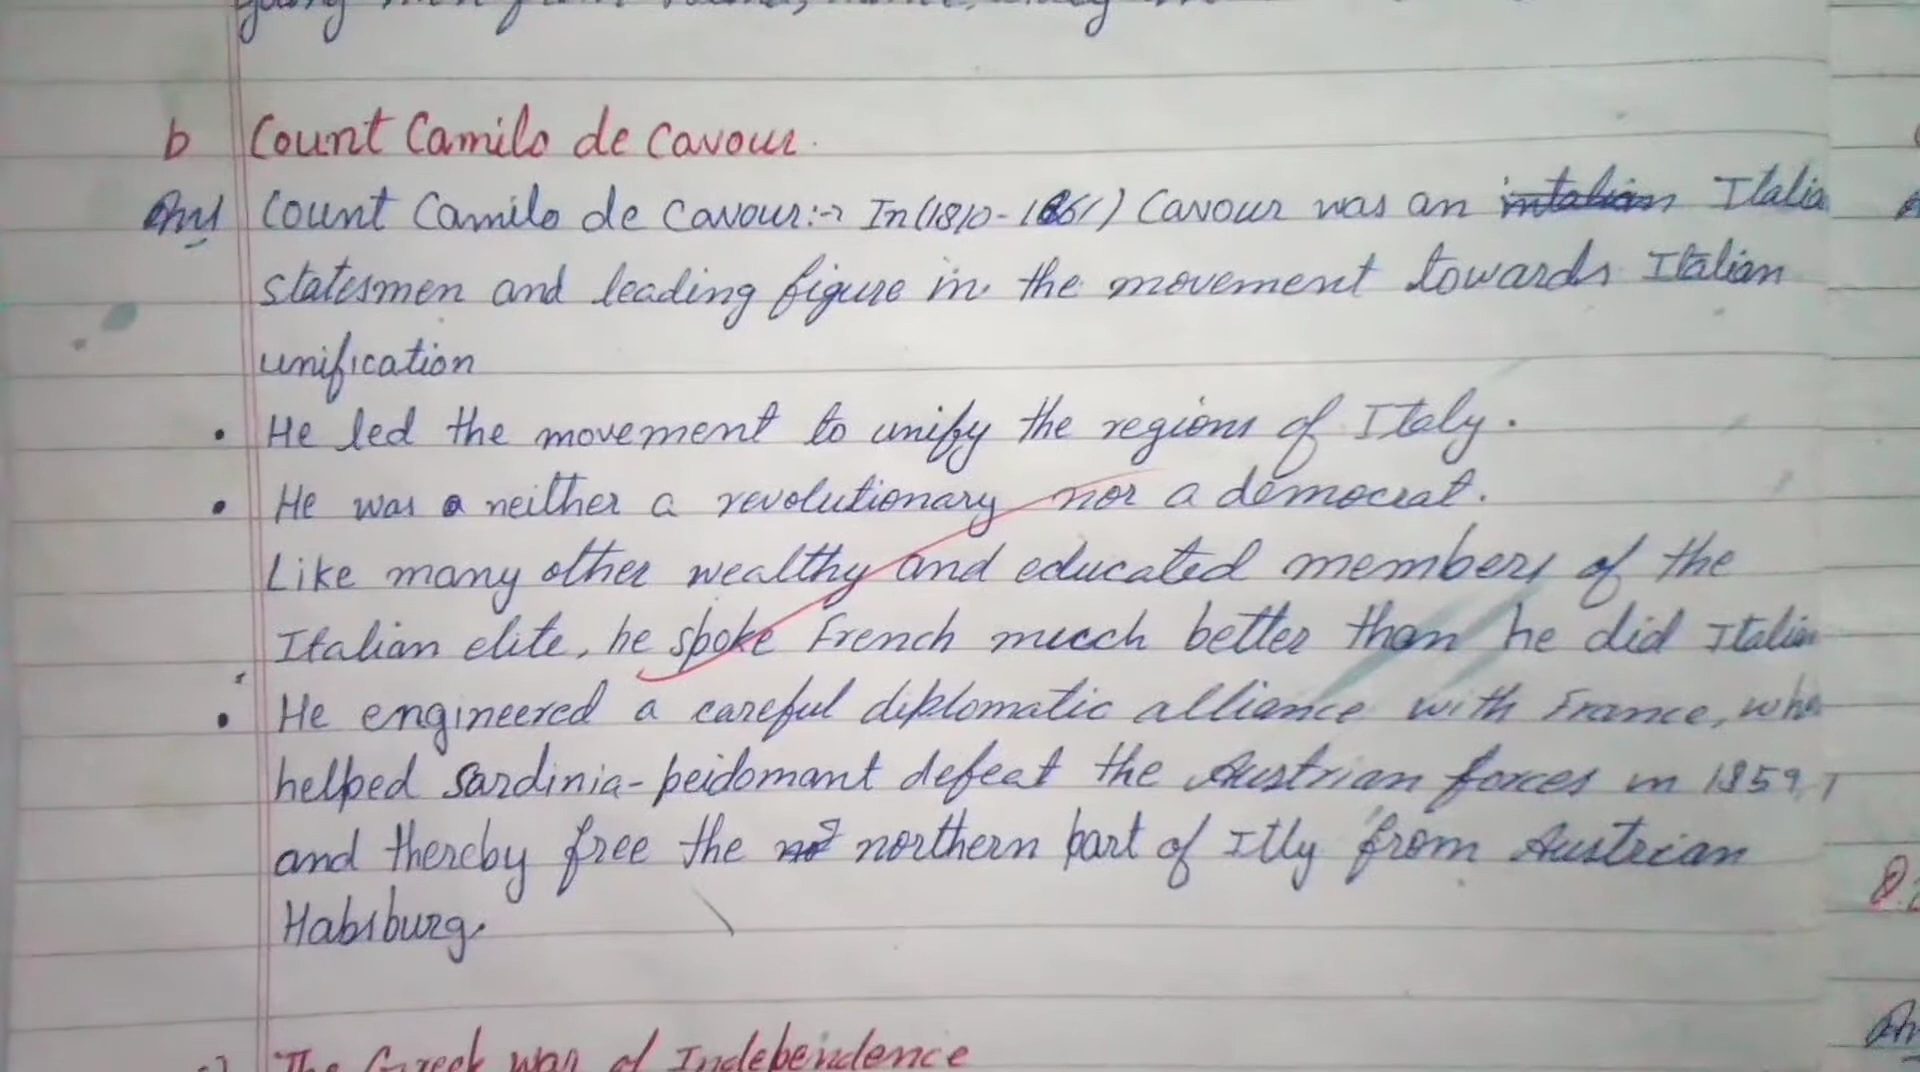 b Count Camilo de Cavour.
Ans Count Camilo de Cavour:→ In (1810-1861) Cavour was an intalian Italia
statesmen and leading figure in the movement towards Italian
unification
• He led the movement to unify the regions of Italy.
• He was a neither a revolutionary nor a democrat.
Like many other wealthy and educated members of the
Italian elite, he spoke French much better than he did Italian
• He engineered a careful diplomatic alliance with France, who
helped Sardinia-peidomant defeat the Austrian forces in 1859,
and thereby free the northern part of Itly from Austrian
Habsburg.
The Greek war of Independence